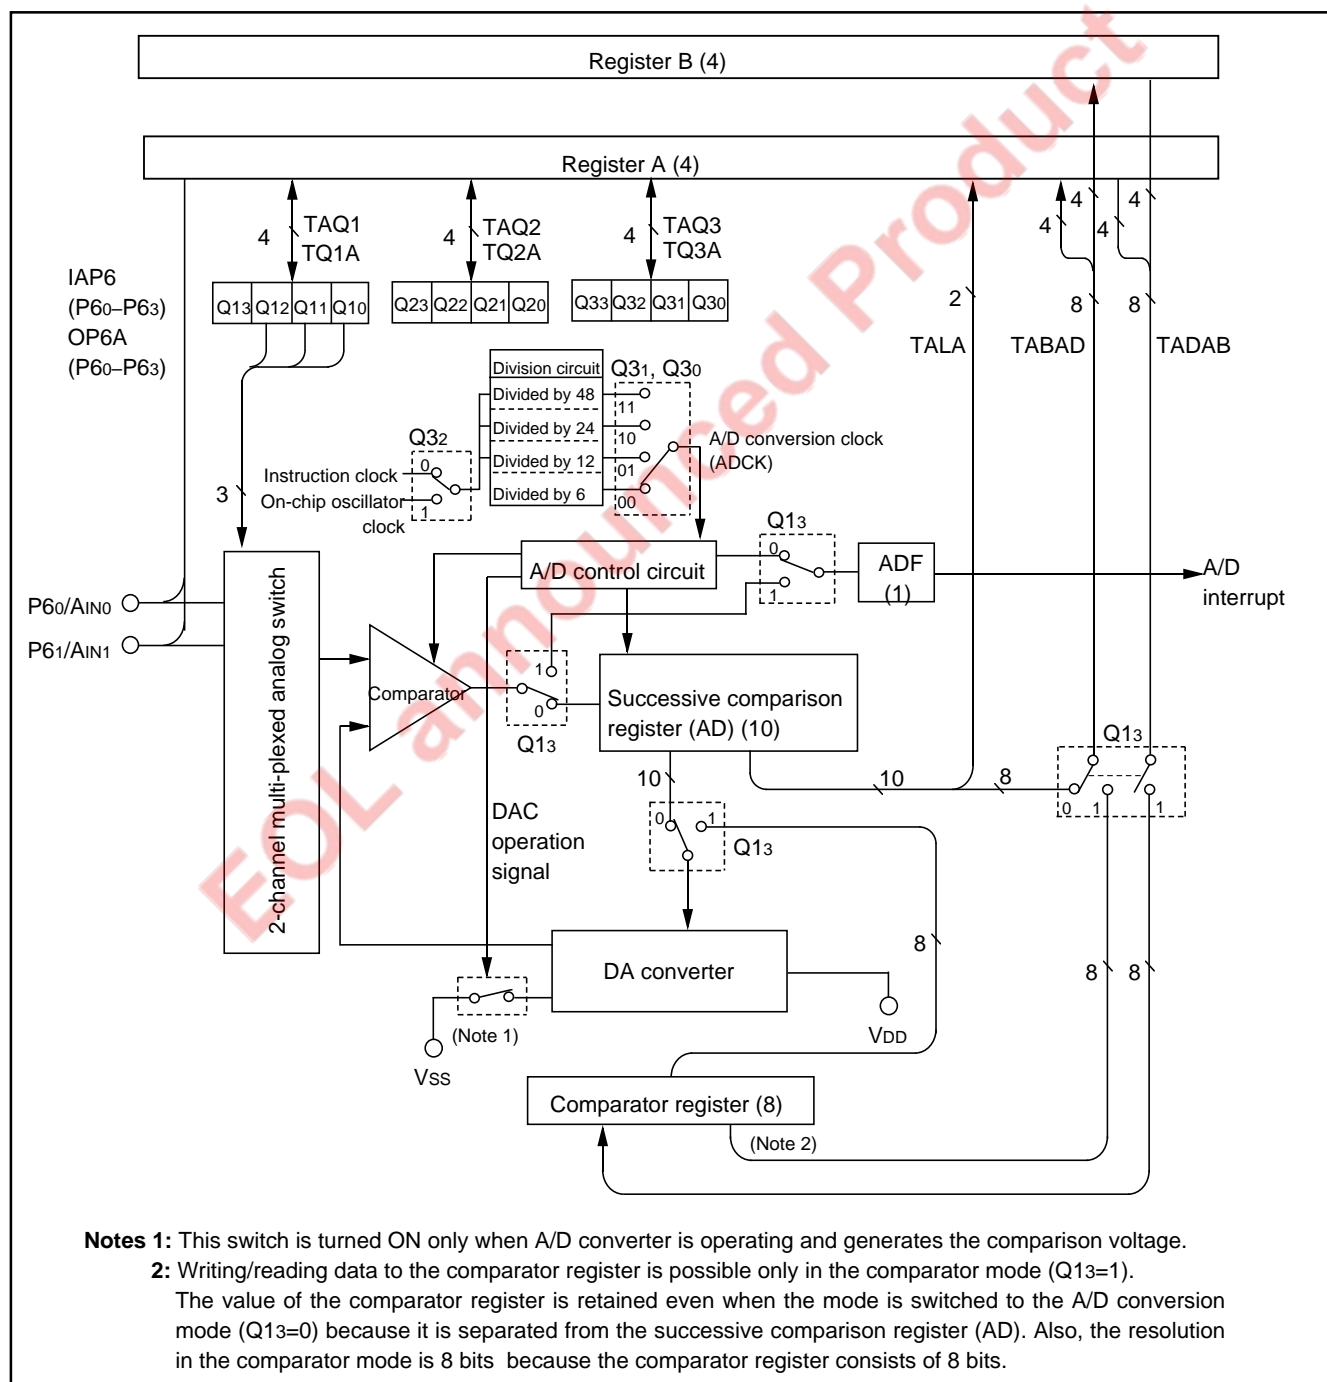 Register B (4)
Register A (4)
4
TAQ1
TQ1A
4
TAQ2
TQ2A
4
TAQ3
TQ3A
4
4
4
4
IAP6
(P60–P63)
OP6A
(P60–P63)
Q13 Q12 Q11 Q10
Q23 Q22 Q21 Q20
Q33 Q32 Q31 Q30
2
8
8
TALA
TABAD
TADAB
Division circuit
Divided by 48
Divided by 24
Divided by 12
Divided by 6
Q31, Q30
11
10
01
00
A/D conversion clock
(ADCK)
Q32
0
1
Instruction clock
On-chip oscillator
clock
3
Q13
0
1
A/D control circuit
ADF
(1)
A/D
interrupt
P60/AIN0
P61/AIN1
2-channel multi-plexed analog switch
Comparator
1
0
Q13
Successive comparison
register (AD) (10)
10
10
8
Q13
0
1
1
0
1
Q13
DAC
operation
signal
DA converter
8
8
8
(Note 1)
VSS
VDD
Comparator register (8)
(Note 2)
EOL announced Product
Notes 1: This switch is turned ON only when A/D converter is operating and generates the comparison voltage.
2: Writing/reading data to the comparator register is possible only in the comparator mode (Q13=1).
The value of the comparator register is retained even when the mode is switched to the A/D conversion
mode (Q13=0) because it is separated from the successive comparison register (AD). Also, the resolution
in the comparator mode is 8 bits because the comparator register consists of 8 bits.